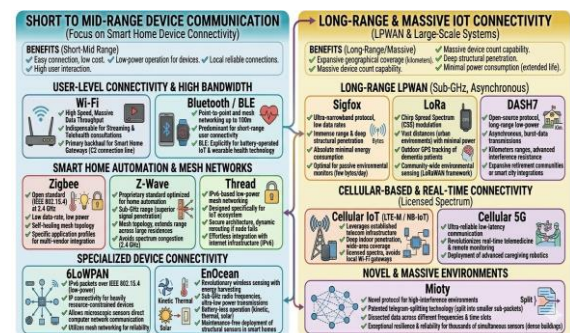 SHORT TO MID-RANGE DEVICE COMMUNICATION
(Focus on Smart Home Device Connectivity)
BENEFITS (Short-Mid Range)
✓ Easy connection, low cost. ✓ Low-power operation for devices. ✓ Local reliable connections.
✓ High user interaction.
USER-LEVEL CONNECTIVITY & HIGH BANDWIDTH
Wi-Fi
• High Speed, Massive
Data Throughput
• Indispensable for Streaming
& Telehealth consultations
• Primary backbone for Smart Home
Gateways (C2 connection line)
Bluetooth / BLE
• Point-to-point and mesh
networking up to 100m
• Predominant for short-range
user connectivity
• BLE: Explicitly for battery-operated
IoT & wearable health technology
SMART HOME AUTOMATION & MESH NETWORKS
Zigbee
• Open standard
(IEEE 802.15.4)
at 2.4 GHz
• Low data-rate, low power
• Self-healing mesh topology
• Specific application profiles
for multi-vendor integration
Z-Wave
• Proprietary standard optimized
for home automation
• Sub-GHz range (superior
signal penetration)
• Mesh topology, extends range
across large residences
• Avoids spectrum congestion
(2.4 GHz)
Thread
• IPv6-based low-power
mesh networking
• Designed specifically for
IoT ecosystem
• Secure architecture, dynamic
rerouting if node fails
• Effortless integration with
internet infrastructure (IPv6)
SPECIALIZED DEVICE CONNECTIVITY
6LoWPAN
• IPv6 packets over IEEE 802.15.4
(low-power)
• IP connectivity for heavily
resource-constrained devices
• Allows microscopic sensors direct
computer network communication
• Utilizes mesh networking for reliability
EnOcean
Kinetic
Thermal
Solar
• Revolutionary wireless sensing with
energy harvesting
• Sub-GHz radio frequencies,
ultra-low power transmissions
• Battery-less operation (kinetic,
thermal, solar)
• Maintenance-free deployment of
structural sensors in smart homes
LONG-RANGE & MASSIVE IOT CONNECTIVITY
(LPWAN & Large-Scale Systems)
BENEFITS (Long-Range/Massive)
✓ Expansive geographical coverage (kilometers).
✓ Massive device count capability.
✓ Massive device count capability.
✓ Deep structural penetration.
✓ Minimal power consumption (extended life).
LONG-RANGE LPWAN (Sub-GHz, Asynchronous)
Sigfox
• Ultra-narrowband protocol,
low data rates
• Immense range & deep
structural penetration
Bytes
• Absolute minimal energy
consumption
• Optimal for passive environmental
monitors (few bytes/day)
LoRa
• Chirp Spread Spectrum
(CSS) modulation
• Vast distances (urban
environments) with minimal power
• Outdoor GPS tracking of
dementia patients
• Community-wide environmental
sensing (LoRaWAN framework)
DASH7
• Open-source protocol,
long-range low power
• Asynchronous, burst-data
transmissions
• Kilometers ranges, advanced
interference resistance
• Expansive retirement communities
or smart city integrations
CELLULAR-BASED & REAL-TIME CONNECTIVITY
(Licensed Spectrum)
Cellular IoT (LTE-M / NB-IoT)
• Leverages established
telecom infrastructure
• Deep indoor penetration,
wide-area coverage
• licensed spectra, avoids
local Wi-Fi gateways
Cellular 5G
• Ultra-reliable low-latency
communication
• Revolutionizes real-time telemedicine
& remote monitoring
• Deployment of advanced caregiving robotics
NOVEL & MASSIVE ENVIRONMENTS
Mioty
• Novel protocol for high-interference environments
• Patented telegram-splitting technology (split into smaller sub-packets)
• Dissected data across different frequencies & time slots
• Exceptional resilience & reliability for thousands of simultaneous sensors (dense buildings)
Split